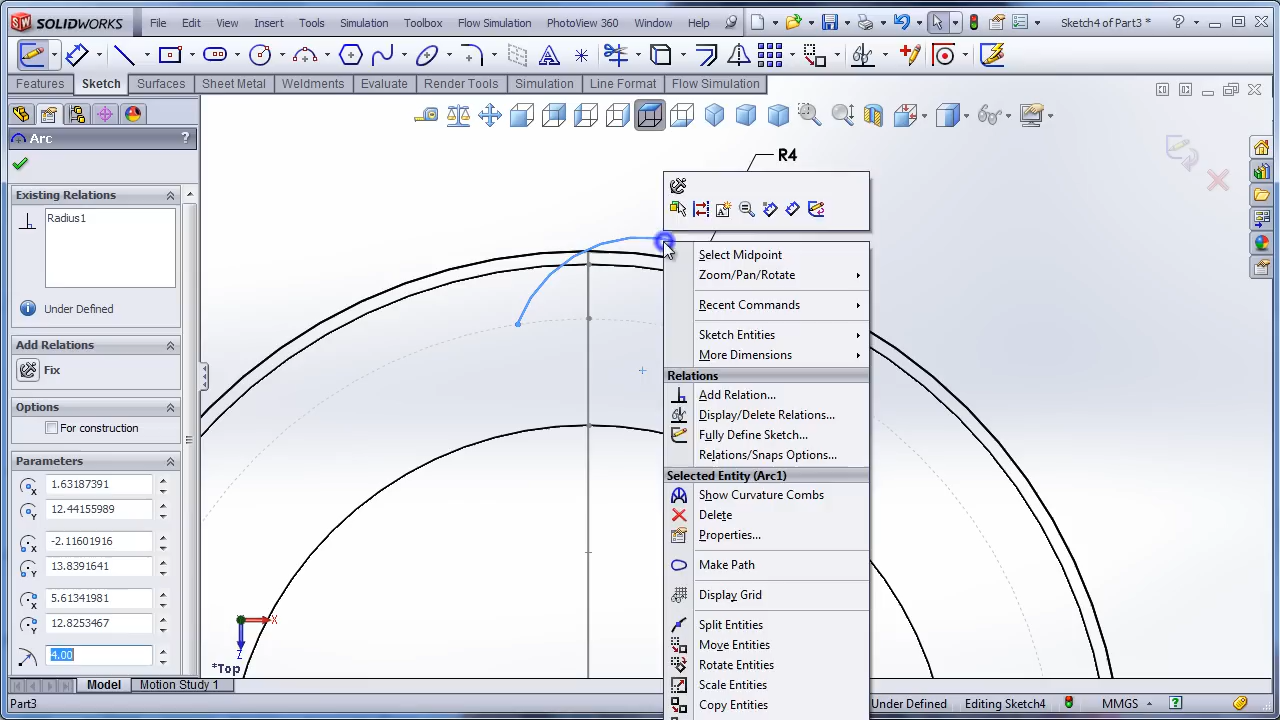 SOLIDWORKS File Edit View Insert Tools Simulation Toolbox Flow Simulation PhotoView 360 Window Help Sketch4 of Part3 *
Features Sketch Surfaces Sheet Metal Weldments Evaluate Render Tools Simulation Line Format Flow Simulation
Arc ?
Existing Relations
Radius1
Under Defined
Add Relations
Fix
Options
For construction
Parameters
1.63187391
12.44155989
-2.11601916
13.8391641
5.61341981
12.8253467
4.00
R4
Select Midpoint
Zoom/Pan/Rotate
Recent Commands
Sketch Entities
More Dimensions
Relations
Add Relation...
Display/Delete Relations...
Fully Define Sketch...
Relations/Snaps Options...
Selected Entity (Arc1)
Show Curvature Combs
Delete
Properties...
Make Path
Display Grid
Split Entities
Move Entities
Rotate Entities
Scale Entities
Copy Entities
X
Z
*Top
Model Motion Study 1
Part3 Under Defined Editing Sketch4 MMGS ?